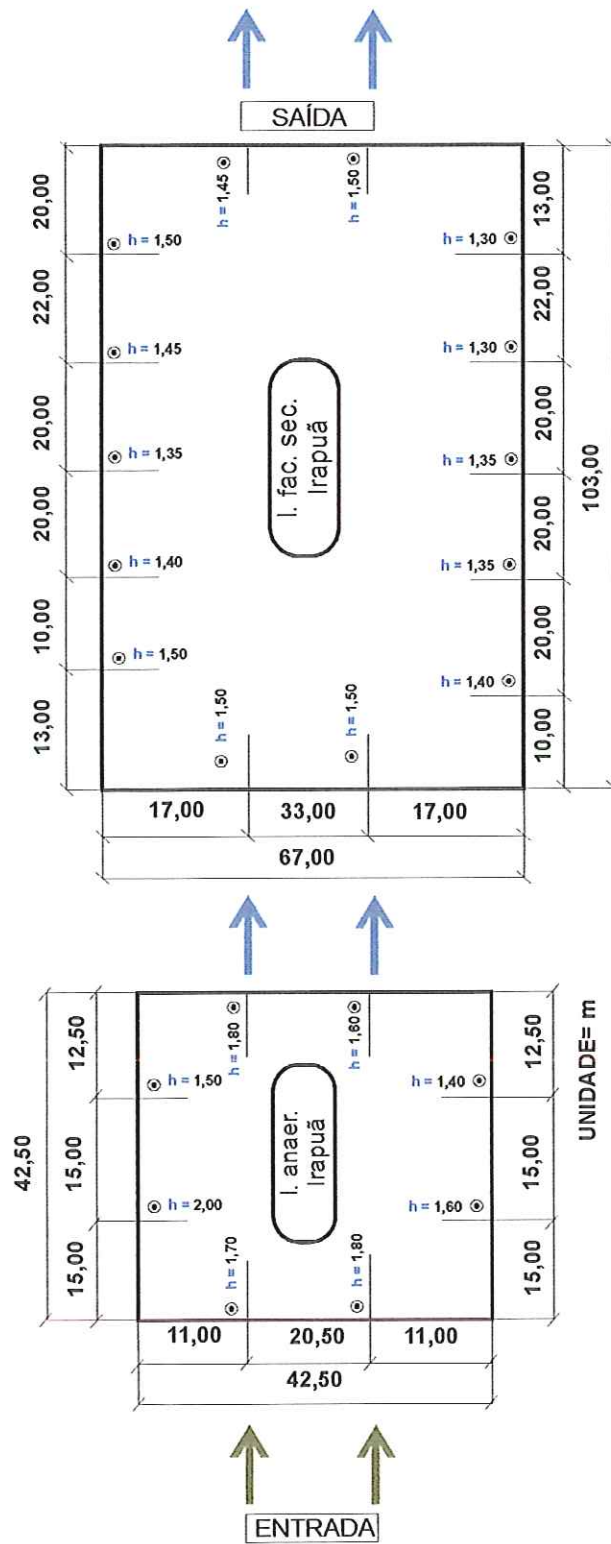 SAÍDA
20,00
22,00
20,00
20,00
10,00
13,00
h = 1,50
h = 1,45
h = 1,35
h = 1,40
h = 1,50
h = 1,45
h = 1,50
h = 1,50
h = 1,50
l. fac. sec.
Irapuã
h = 1,30
h = 1,30
h = 1,35
h = 1,35
h = 1,40
13,00
22,00
20,00
20,00
20,00
10,00
103,00
17,00
33,00
17,00
67,00
42,50
12,50
15,00
15,00
h = 1,50
h = 2,00
h = 1,80
h = 1,60
h = 1,70
h = 1,80
l. anaer.
Irapuã
h = 1,40
h = 1,60
12,50
15,00
15,00
UNIDADE= m
11,00
20,50
11,00
42,50
ENTRADA